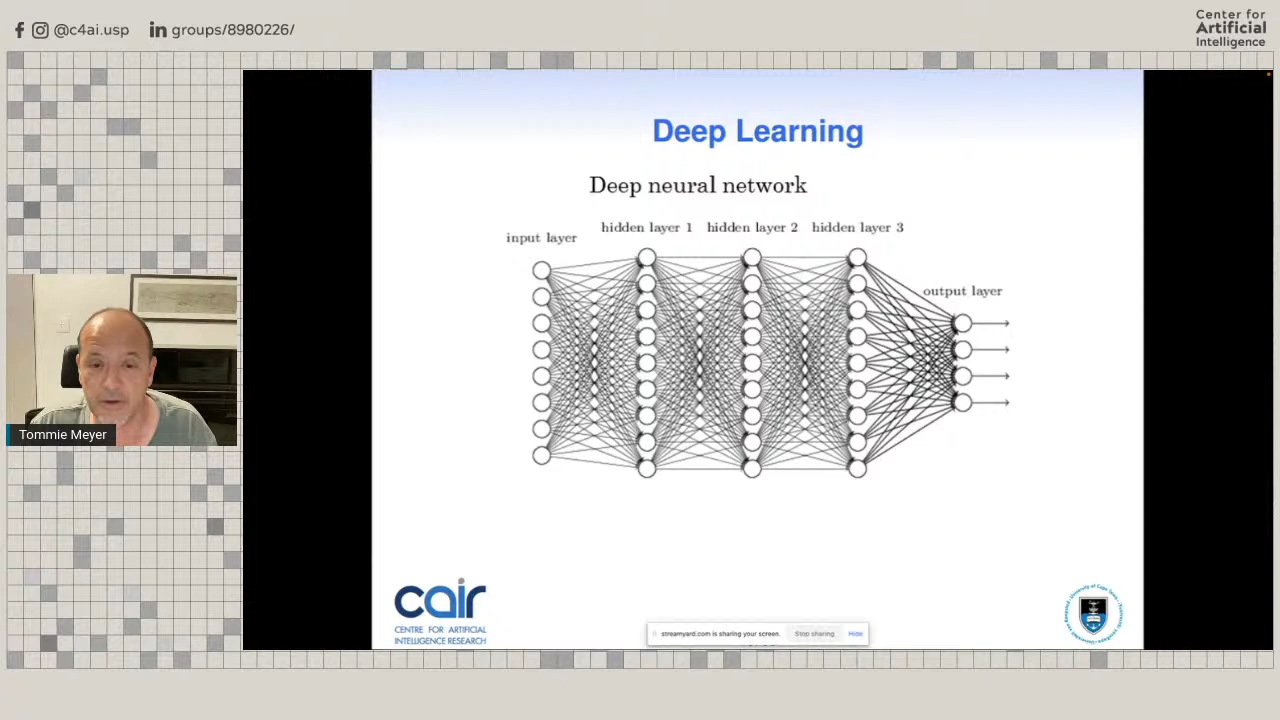 @c4ai.usp
groups/8980226/
Center for
Artificial
Intelligence
Deep Learning
Deep neural network
input layer
hidden layer 1
hidden layer 2
hidden layer 3
output layer
Tommie Meyer
cair
CENTRE FOR ARTIFICIAL
INTELLIGENCE RESEARCH
streamyard.com is sharing your screen.
Stop sharing
Hide